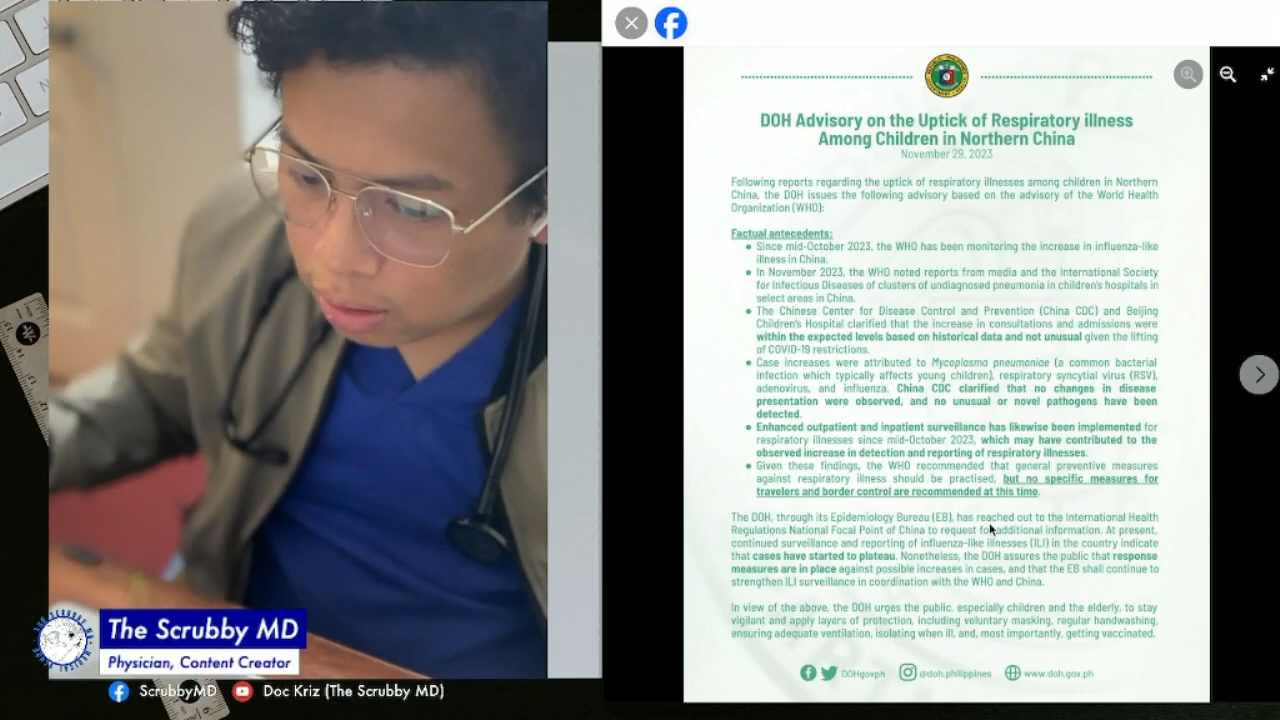 DOH Advisory on the Uptick of Respiratory illness
Among Children in Northern China
November 29, 2023
Following reports regarding the uptick of respiratory illnesses among children in Northern
China, the DOH issues the following advisory based on the advisory of the World Health
Organization (WHO):
Factual antecedents:
Since mid-October 2023, the WHO has been monitoring the increase in influenza-like
illness in China.
In November 2023, the WHO noted reports from media and the International Society
for Infectious Diseases of clusters of undiagnosed pneumonia in children's hospitals in
select areas in China.
The Chinese Center for Disease Control and Prevention (China CDC) and Beijing
Children's Hospital clarified that the increase in consultations and admissions were
within the expected levels based on historical data and not unusual given the lifting
of COVID-19 restrictions.
Case increases were attributed to Mycoplasma pneumoniae (a common bacterial
infection which typically affects young children), respiratory syncytial virus (RSV),
adenovirus, and influenza. China CDC clarified that no changes in disease
presentation were observed, and no unusual or novel pathogens have been
detected.
Enhanced outpatient and inpatient surveillance has likewise been implemented for
respiratory illnesses since mid-October 2023, which may have contributed to the
observed increase in detection and reporting of respiratory illnesses.
Given these findings, the WHO recommended that general preventive measures
against respiratory illness should be practised, but no specific measures for
travelers and border control are recommended at this time.
The DOH, through its Epidemiology Bureau (EB), has reached out to the International Health
Regulations National Focal Point of China to request for additional information. At present,
continued surveillance and reporting of influenza-like illnesses (ILI) in the country indicate
that cases have started to plateau. Nonetheless, the DOH assures the public that response
measures are in place against possible increases in cases, and that the EB shall continue to
strengthen ILI surveillance in coordination with the WHO and China.
In view of the above, the DOH urges the public, especially children and the elderly, to stay
vigilant and apply layers of protection, including voluntary masking, regular handwashing,
ensuring adequate ventilation, isolating when ill, and, most importantly, getting vaccinated.
DOHgovph @doh.philippines www.doh.gov.ph
The Scrubby MD
Physician, Content Creator
ScrubbyMD Doc Kriz (The Scrubby MD)